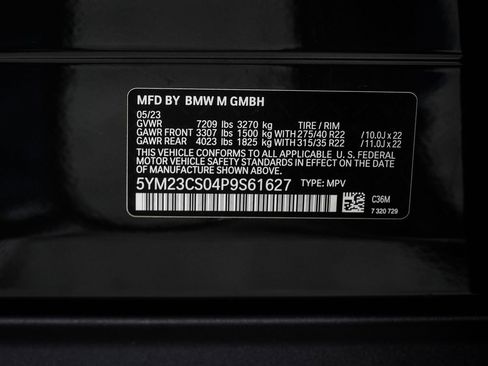 MFD BY BMW M GMBH
05/23
GVWR 7209 lbs 3270 kg TIRE / RIM
GAWR FRONT 3307 lbs 1500 kg WITH 275/40 R22 /10.0J x 22
GAWR REAR 4023 lbs 1825 kg WITH 315/35 R22 /11.0J x 22
THIS VEHICLE CONFORMS TO ALL APPLICABLE U. S. FEDERAL
MOTOR VEHICLE SAFETY STANDARDS IN EFFECT ON THE
DATE OF MANUFACTURE SHOWN ABOVE.
5YM23CS04P9S61627 TYPE: MPV
C36M
7 320 729